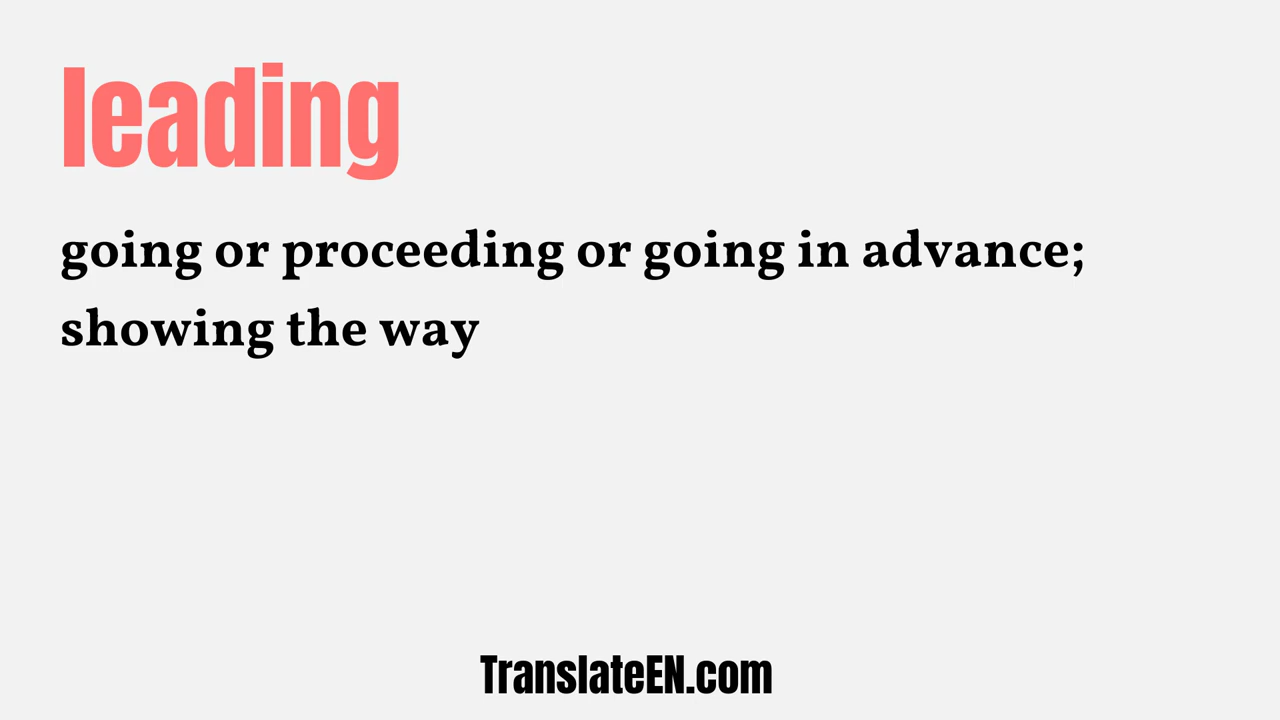 leading
going or proceeding or going in advance;
showing the way
TranslateEN.com